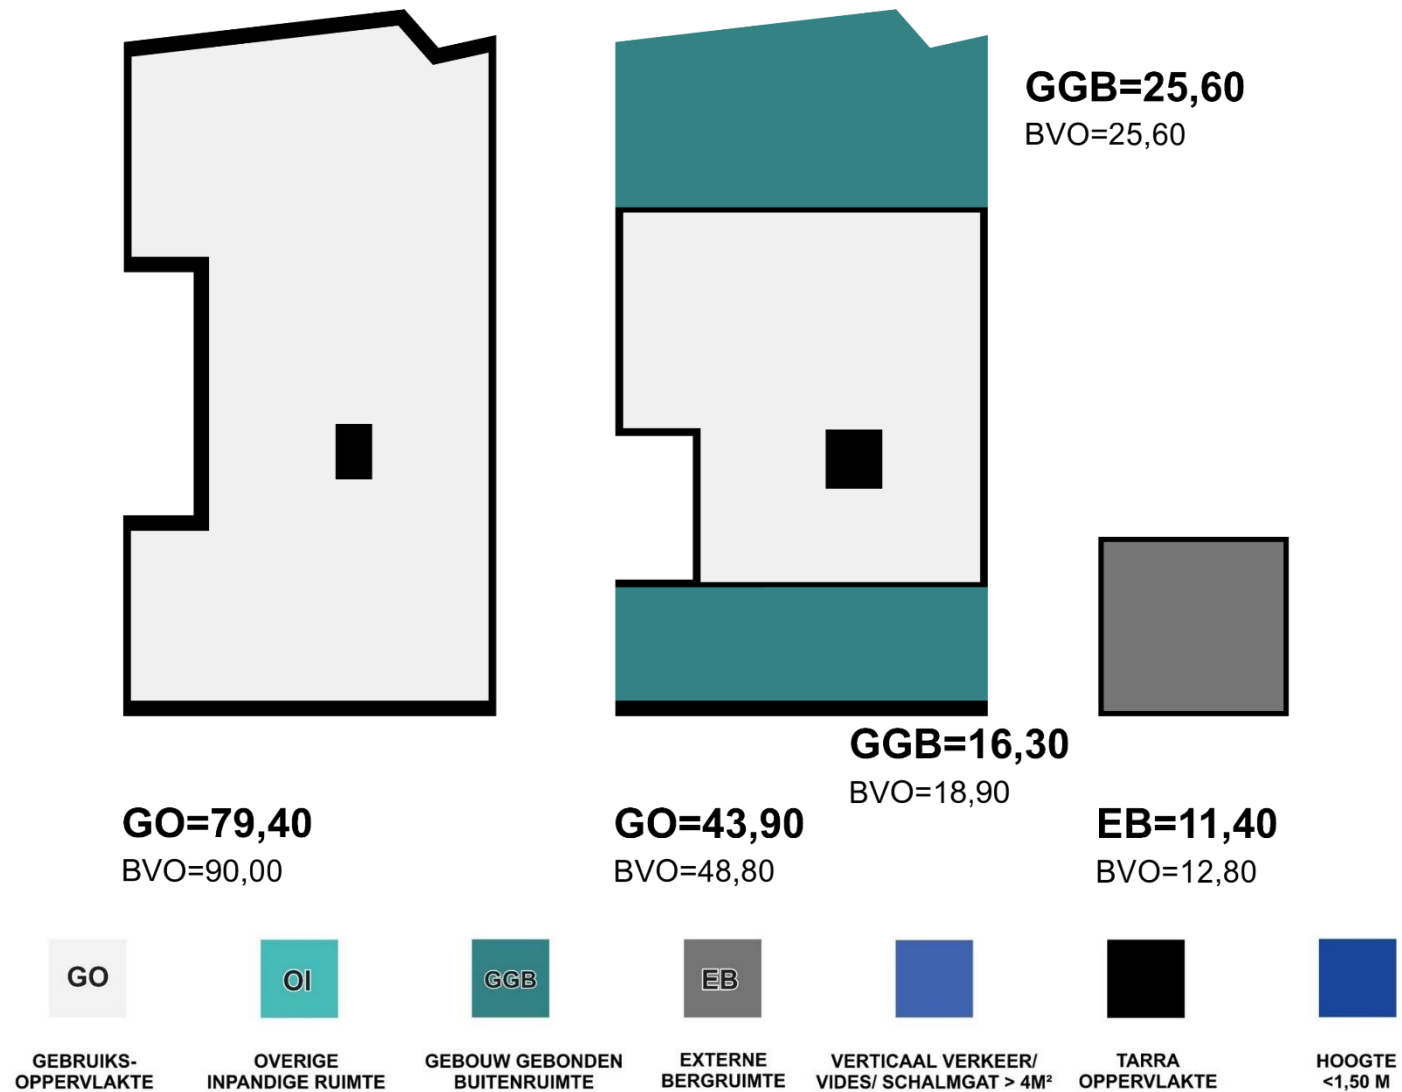 GGB=25,60
BVO=25,60
GGB=16,30
BVO=18,90
GO=79,40
BVO=90,00
GO=43,90
BVO=48,80
EB=11,40
BVO=12,80
GO
OI
GGB
EB
GEBRUIKS-
OPPERVLAKTE
OVERIGE
INPANDIGE RUIMTE
GEBOUW GEBONDEN
BUITENRUIMTE
EXTERNE
BERGRUIMTE
VERTICAAL VERKEER/
VIDES/ SCHALMGAT > 4M²
TARRA
OPPERVLAKTE
HOOGTE
<1,50 M